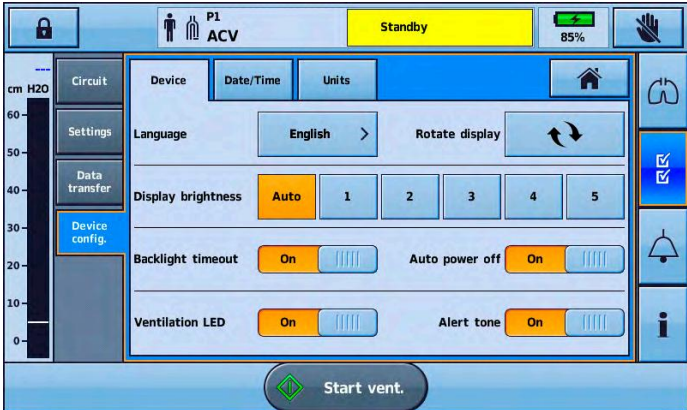 P1
ACV
Standby
85%
---
cm H2O
60
50
40
30
20
10
0
Circuit
Settings
Data
transfer
Device
config.
Device
Date/Time
Units
Language
English >
Rotate display
Display brightness
Auto
1
2
3
4
5
Backlight timeout
On
Auto power off
On
Ventilation LED
On
Alert tone
On
i
Start vent.